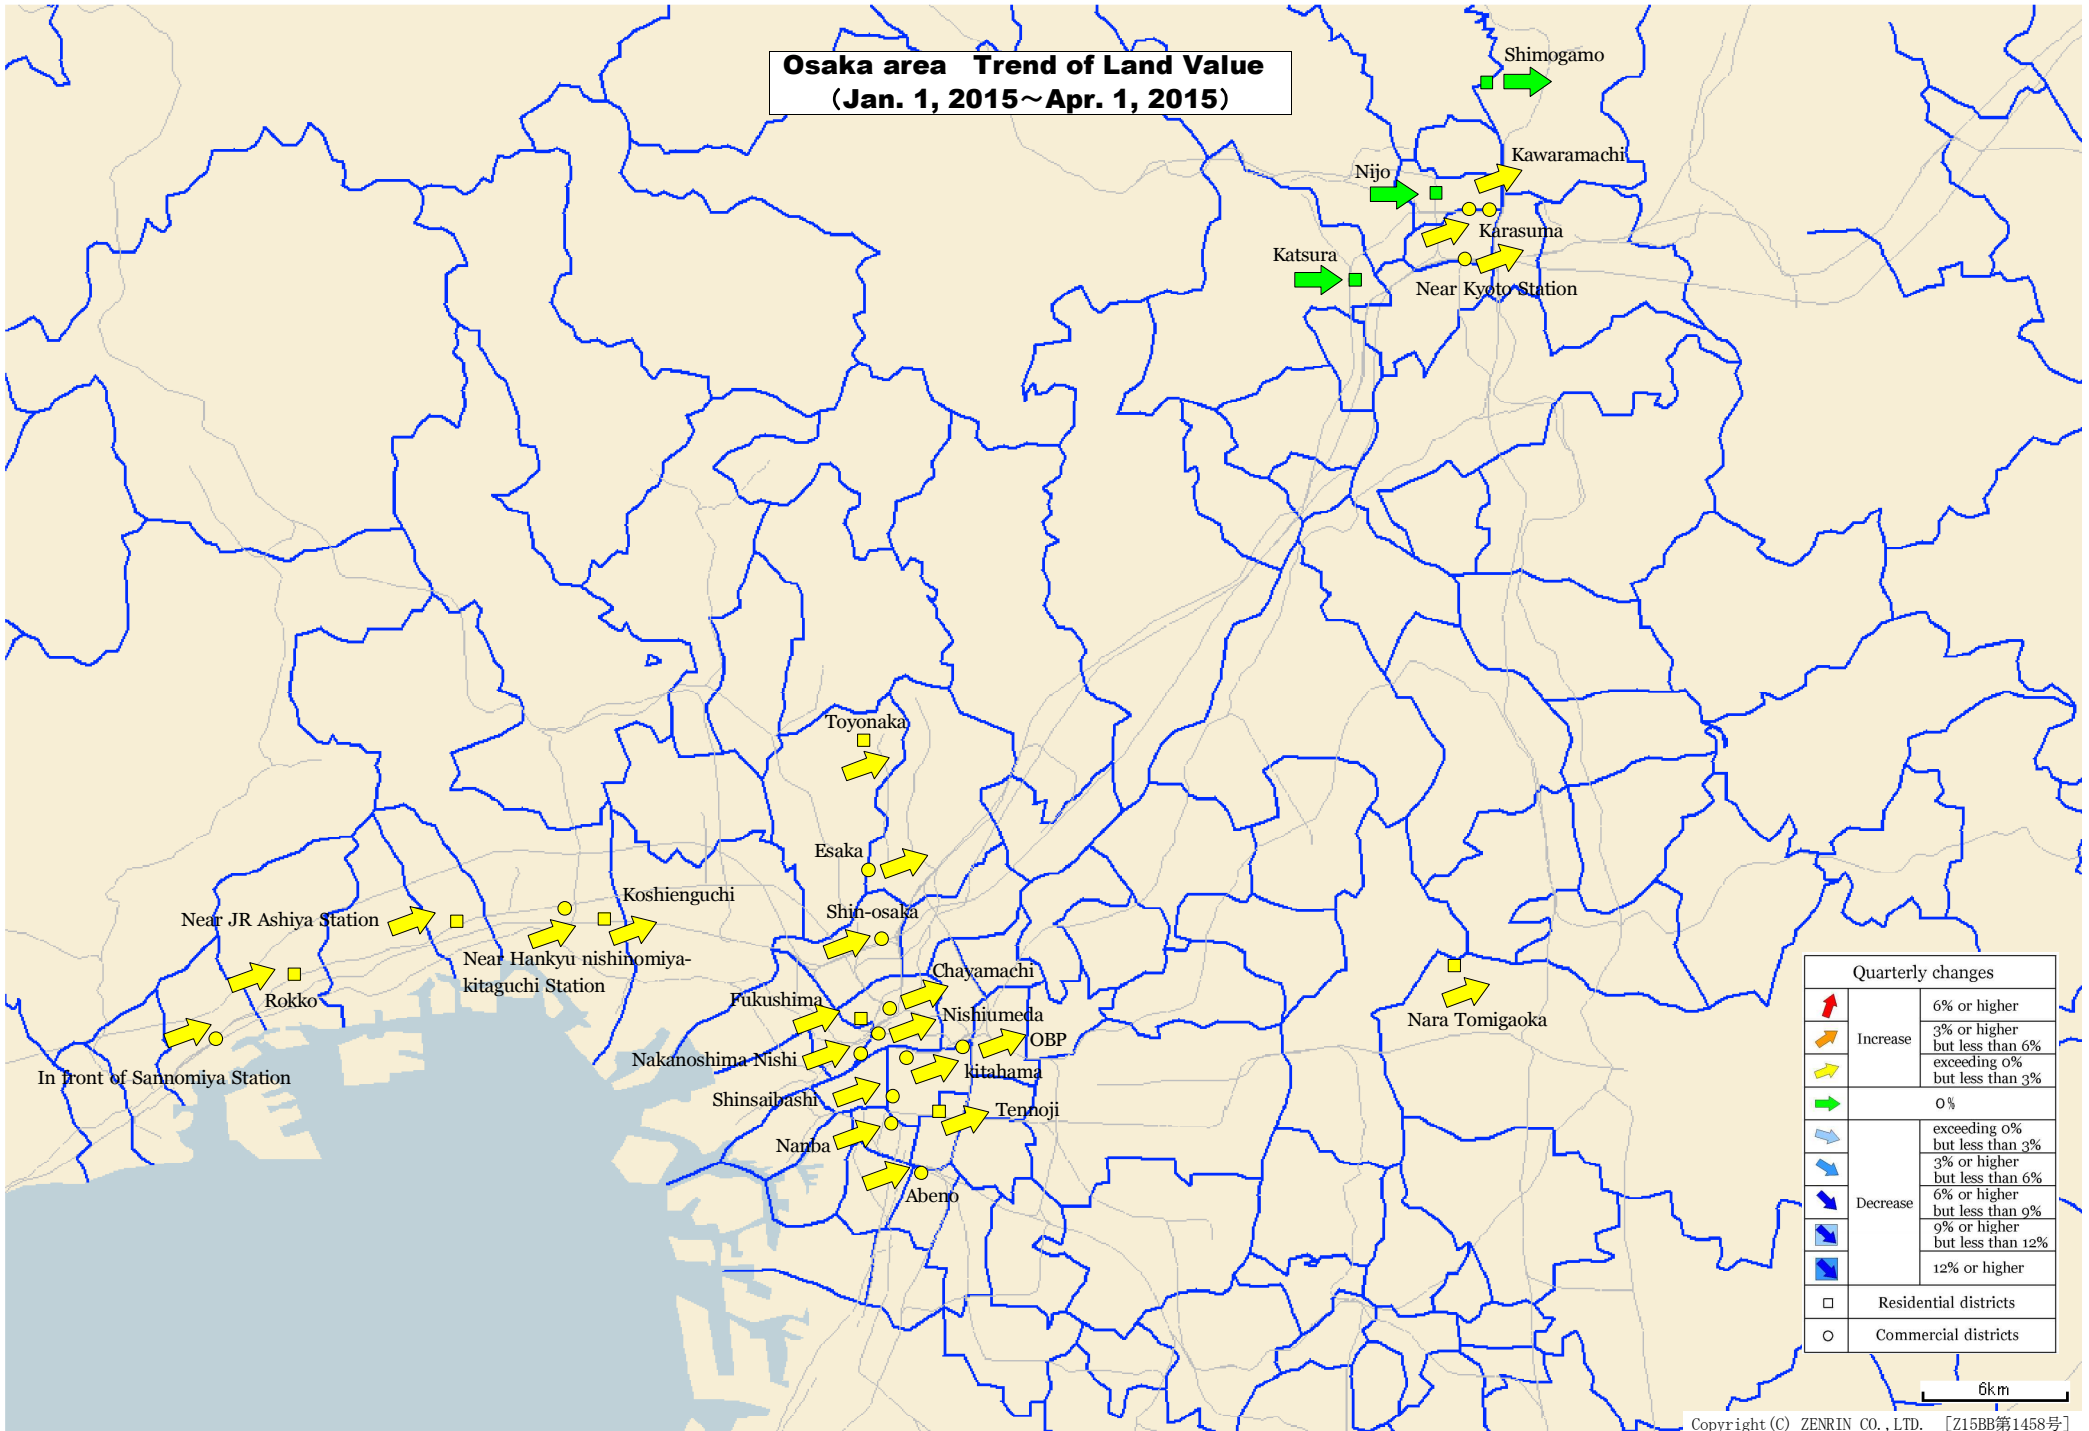 Osaka area Trend of Land Value
（Jan. 1, 2015～Apr. 1, 2015）
Shimogamo
Kawaramachi
Nijo
Karasuma
Katsura
Near Kyoto Station
Toyonaka
Esaka
Koshienguchi
Near JR Ashiya Station
Shin-osaka
Near Hankyu nishinomiya-
kitaguchi Station
Rokko
Chayamachi
Fukushima
Nishiumeda
OBP
Nakanoshima Nishi
kitahama
In front of Sannomiya Station
Shinsaibashi
Tennoji
Nanba
Abeno
Nara Tomigaoka
Quarterly changes
Increase
6% or higher
3% or higher
but less than 6%
exceeding 0%
but less than 3%
0%
Decrease
exceeding 0%
but less than 3%
3% or higher
but less than 6%
6% or higher
but less than 9%
9% or higher
but less than 12%
12% or higher
Residential districts
Commercial districts
6km
Copyright(C) ZENRIN CO.,LTD. [Z15BB第1458号]